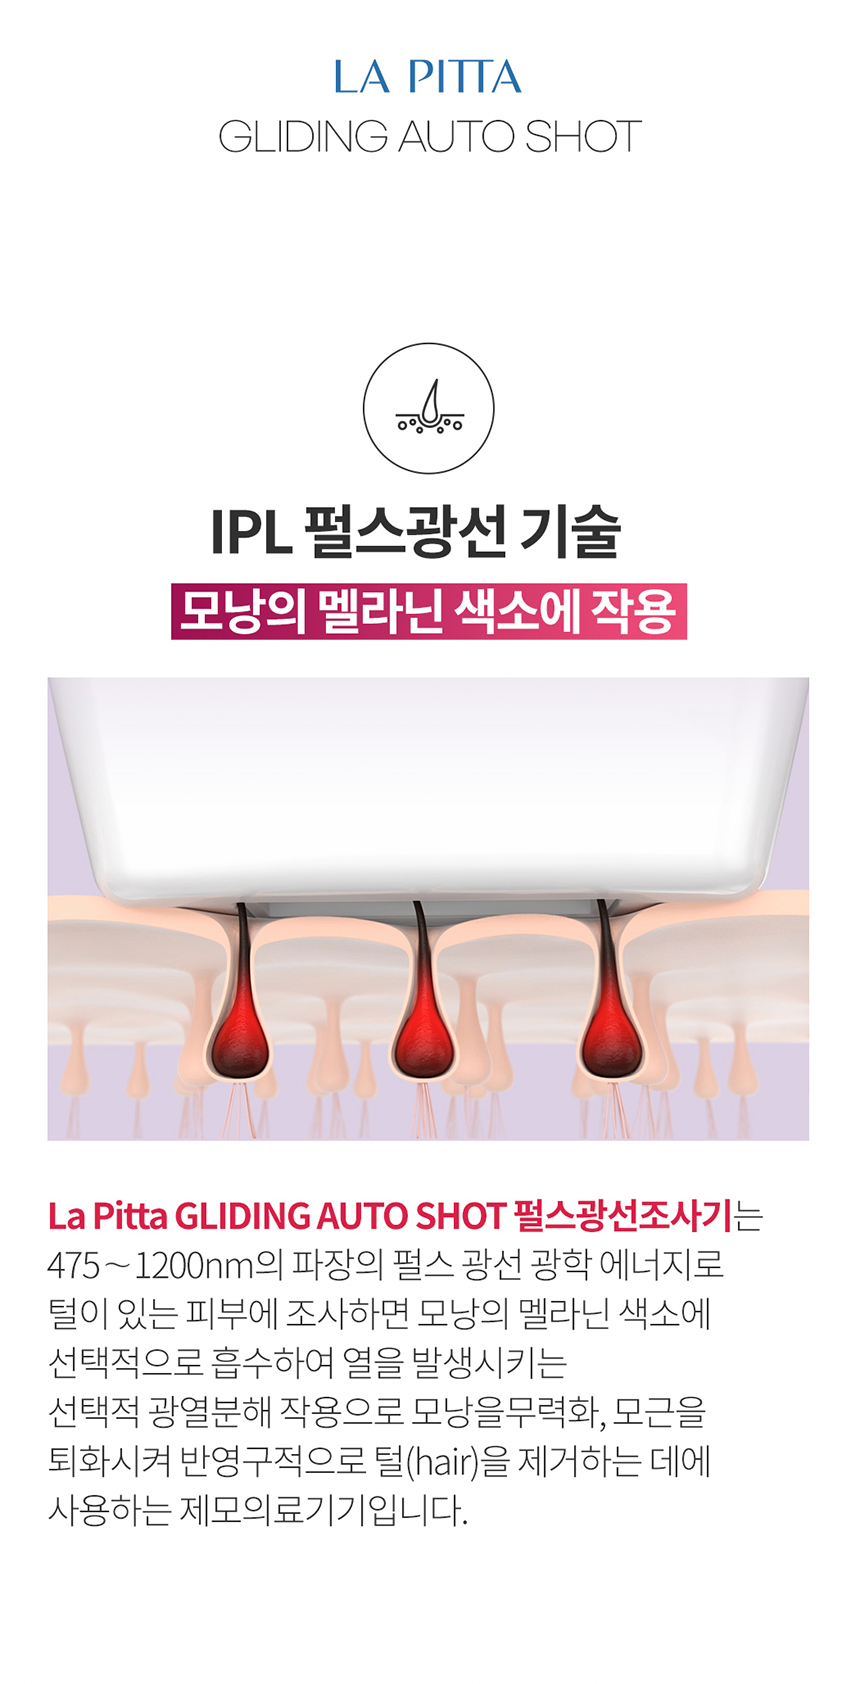 LA PITTA
GLIDING AUTO SHOT
IPL 펄스광선 기술
모낭의 멜라닌 색소에 작용
La Pitta GLIDING AUTO SHOT 펄스광선조사기는
475~1200nm의 파장의 펄스 광선 광학 에너지로
털이 있는 피부에 조사하면 모낭의 멜라닌 색소에
선택적으로 흡수하여 열을 발생시키는
선택적 광열분해 작용으로 모낭을무력화, 모근을
퇴화시켜 반영구적으로 털(hair)을 제거하는 데에
사용하는 제모의료기기입니다.